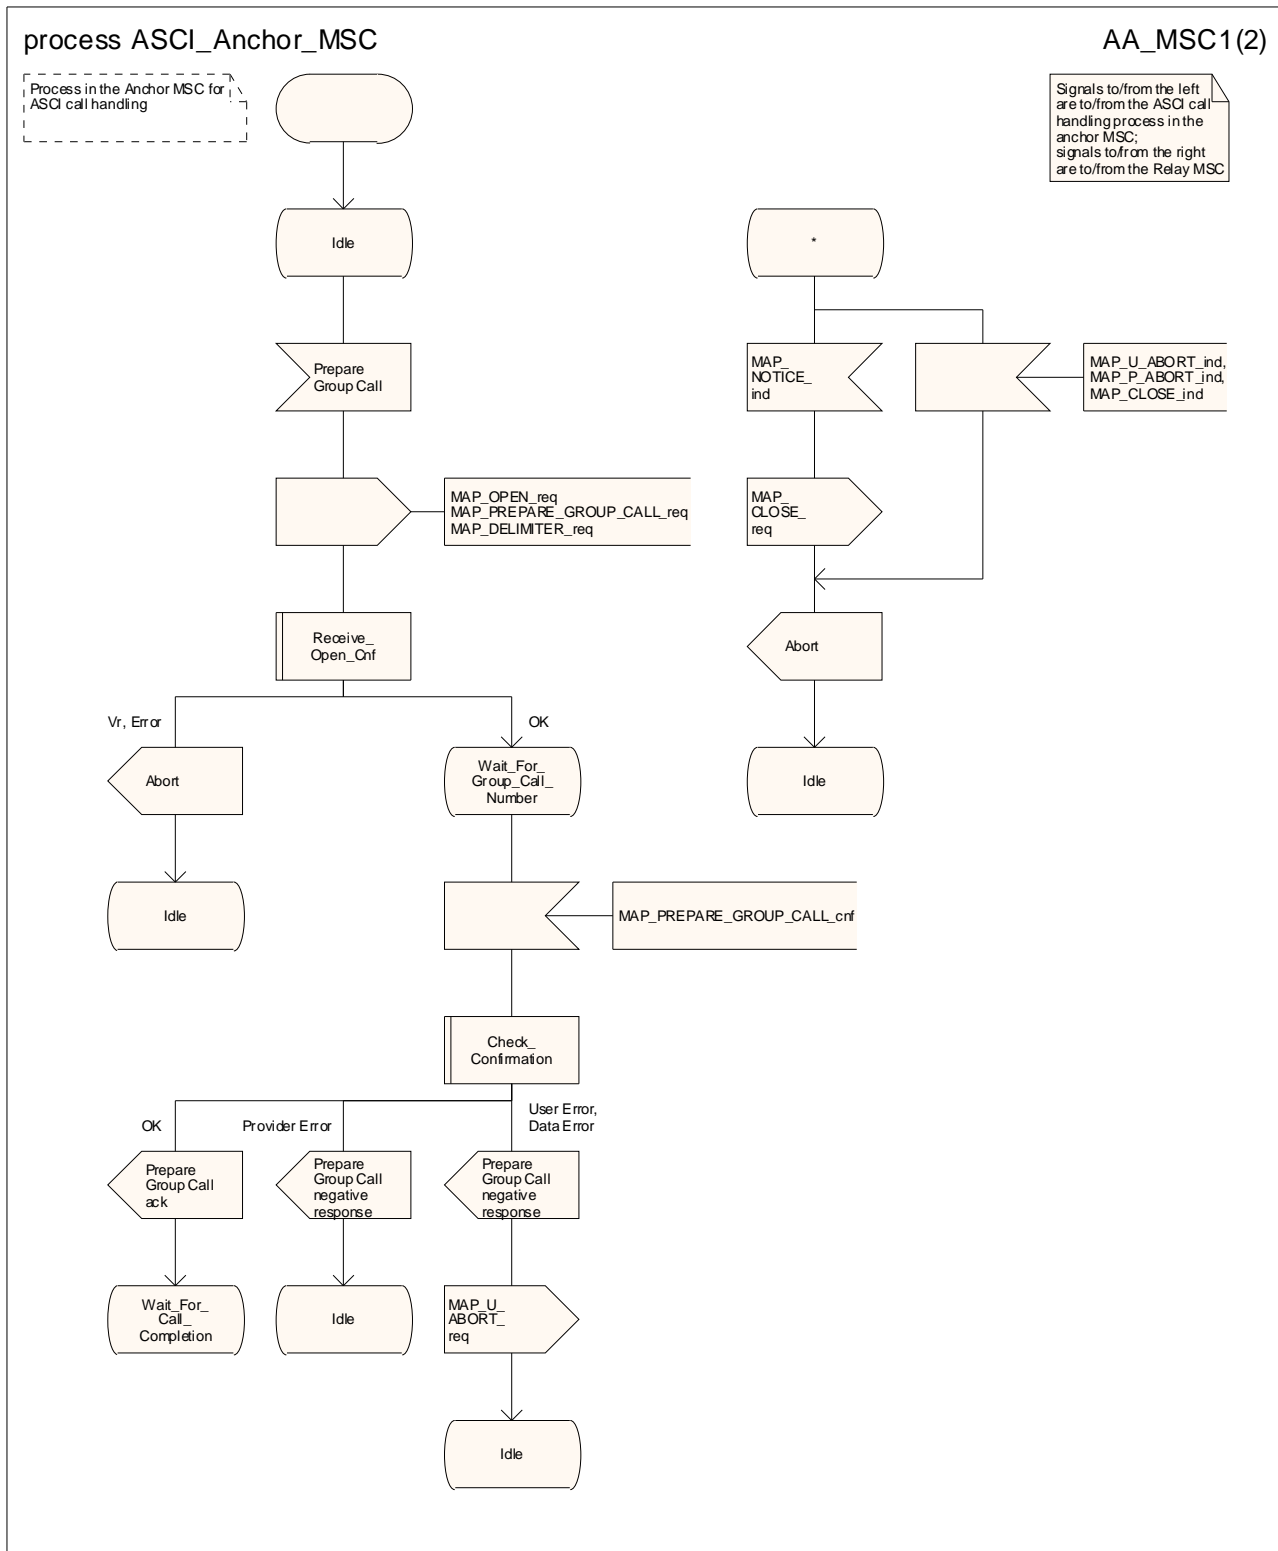 process ASCI_Anchor_MSC
AA_MSC1(2)
Process in the Anchor MSC for
ASCI call handling
Signals to/from the left
are to/from the ASCI call
handling process in the
anchor MSC;
signals to/from the right
are to/from the Relay MSC
Idle
*
Prepare
Group Call
MAP_
NOTICE_
ind
MAP_U_ABORT_ind,
MAP_P_ABORT_ind,
MAP_CLOSE_ind
MAP_OPEN_req
MAP_PREPARE_GROUP_CALL_req
MAP_DELIMITER_req
MAP_
CLOSE_
req
Receive_
Open_Cnf
Abort
Vr, Error
OK
Abort
Wait_For_
Group_Call_
Number
Idle
Idle
MAP_PREPARE_GROUP_CALL_cnf
Check_
Confirmation
OK
Provider Error
User Error,
Data Error
Prepare
Group Call
ack
Prepare
Group Call
negative
response
Prepare
Group Call
negative
response
Wait_For_
Call_
Completion
Idle
MAP_U_
ABORT_
req
Idle